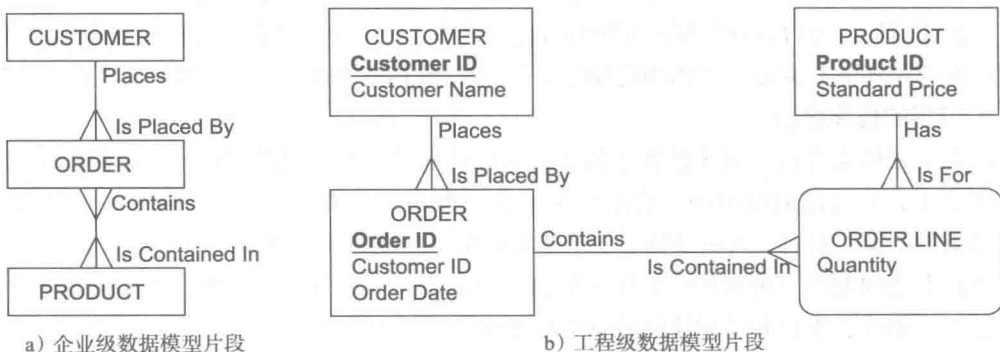 CUSTOMER
Places
Is Placed By
ORDER
Contains
Is Contained In
PRODUCT
a）企业级数据模型片段
CUSTOMER
Customer ID
Customer Name
Places
Is Placed By
ORDER
Order ID
Customer ID
Order Date
Contains
Is Contained In
PRODUCT
Product ID
Standard Price
Has
Is For
ORDER LINE
Quantity
b）工程级数据模型片段